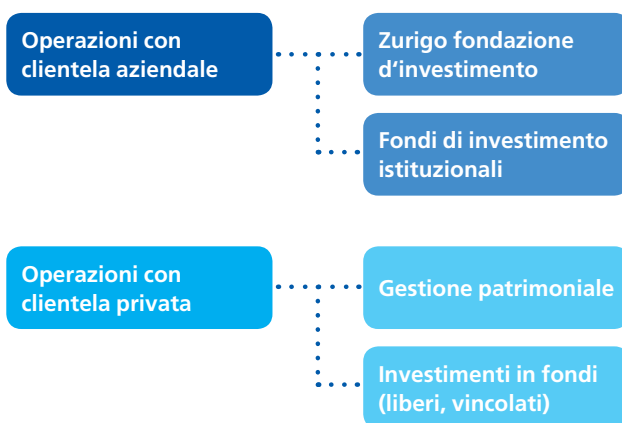 Operazioni con
clientela aziendale
Zurigo fondazione
d‘investimento
Fondi di investimento
istituzionali
Operazioni con
clientela privata
Gestione patrimoniale
Investimenti in fondi
(liberi, vincolati)